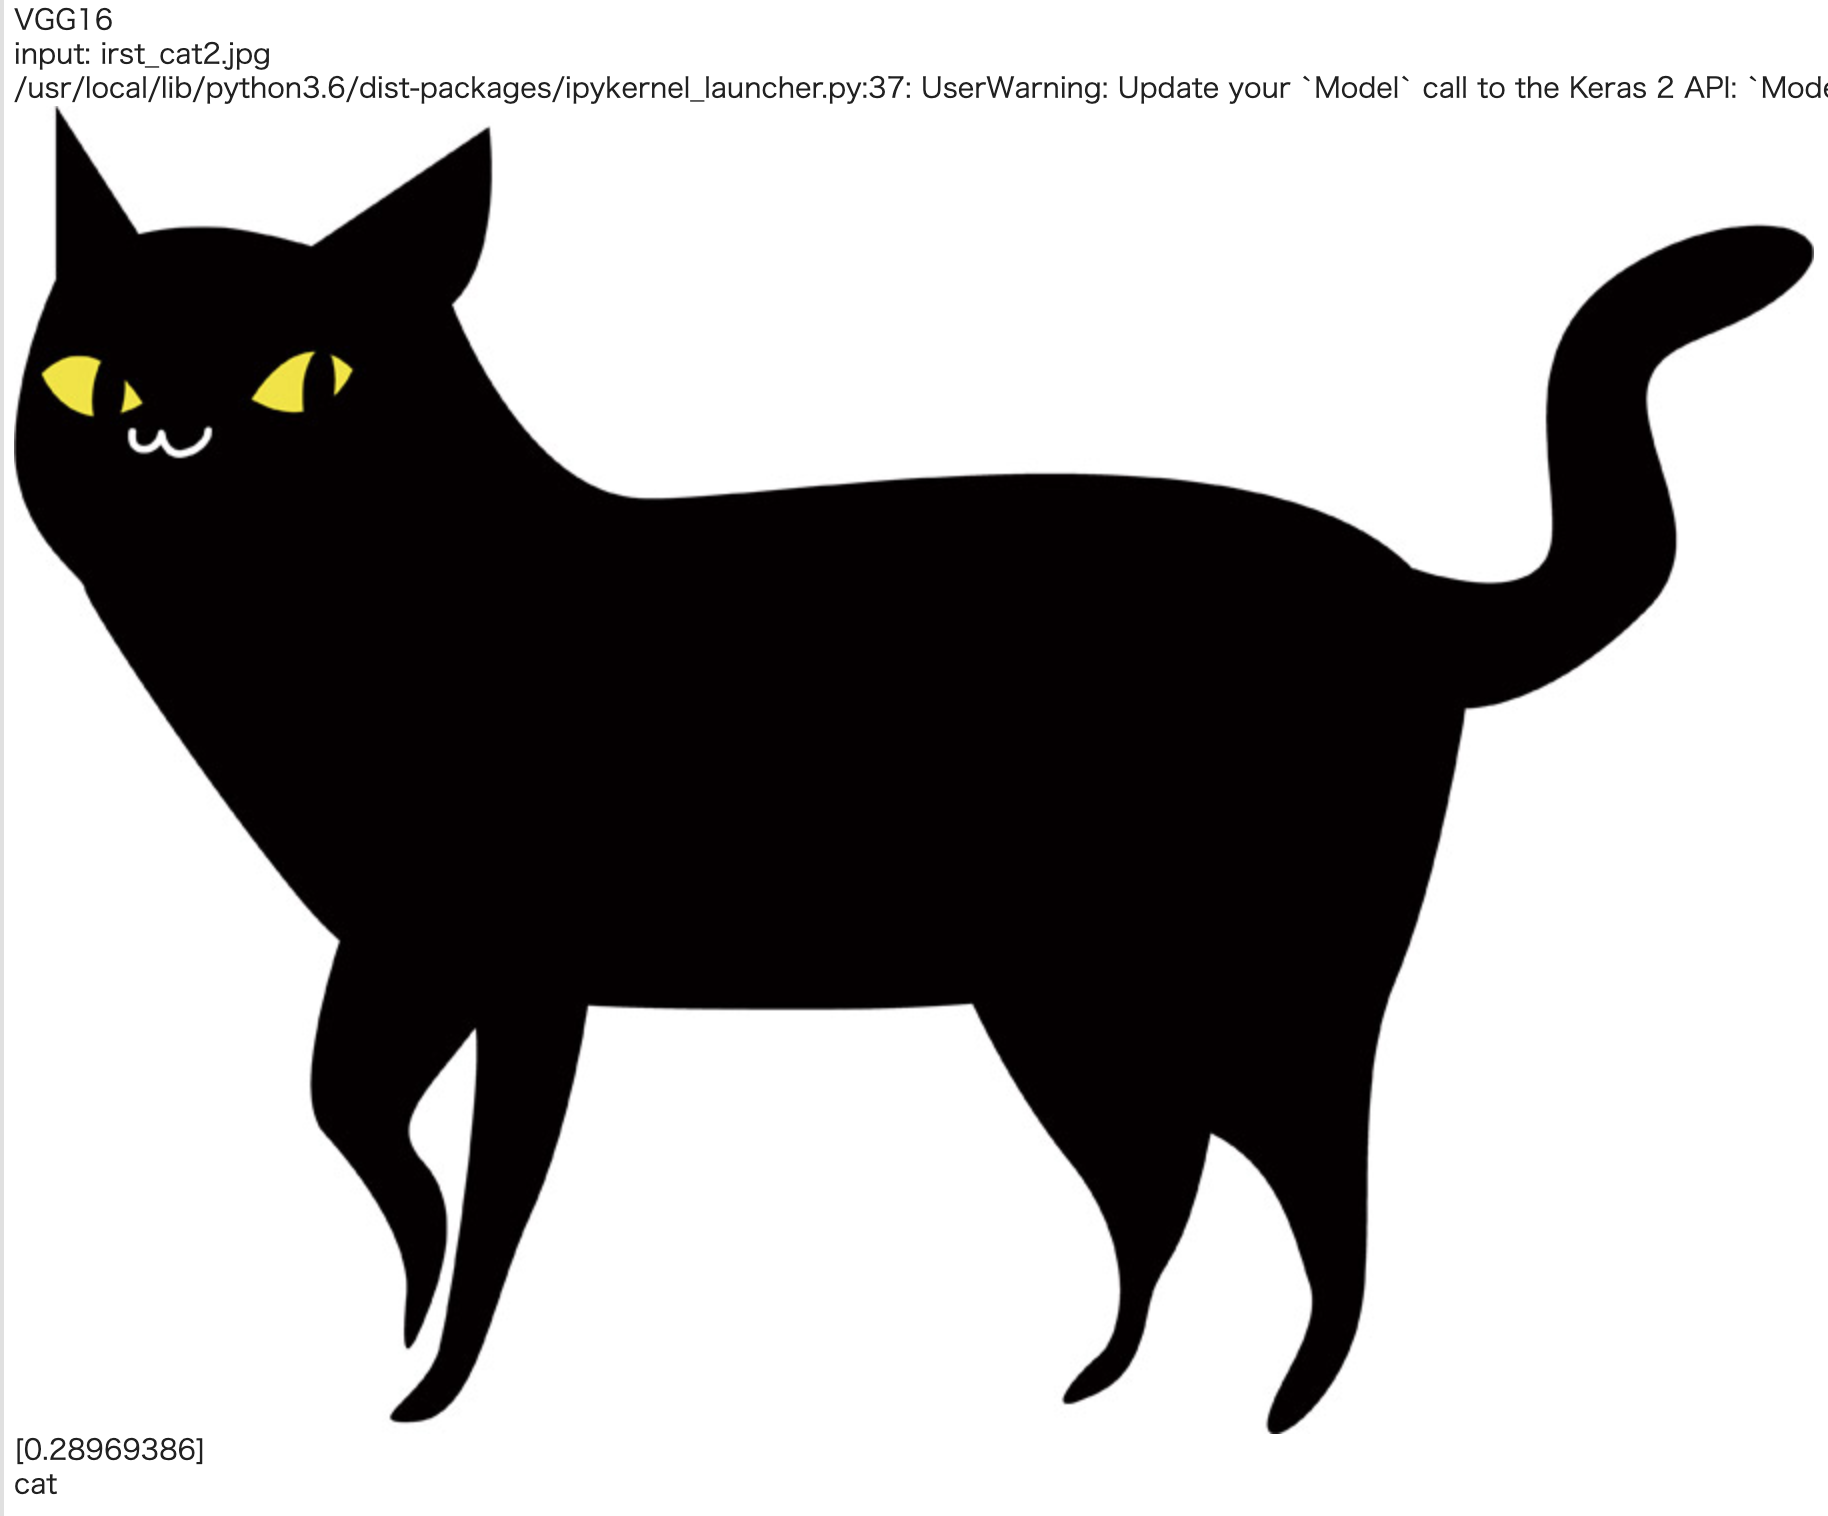 VGG16
input: irst_cat2.jpg
/usr/local/lib/python3.6/dist-packages/ipykernel_launcher.py:37: UserWarning: Update your `Model` call to the Keras 2 API: `Mode
[0.28969386]
cat